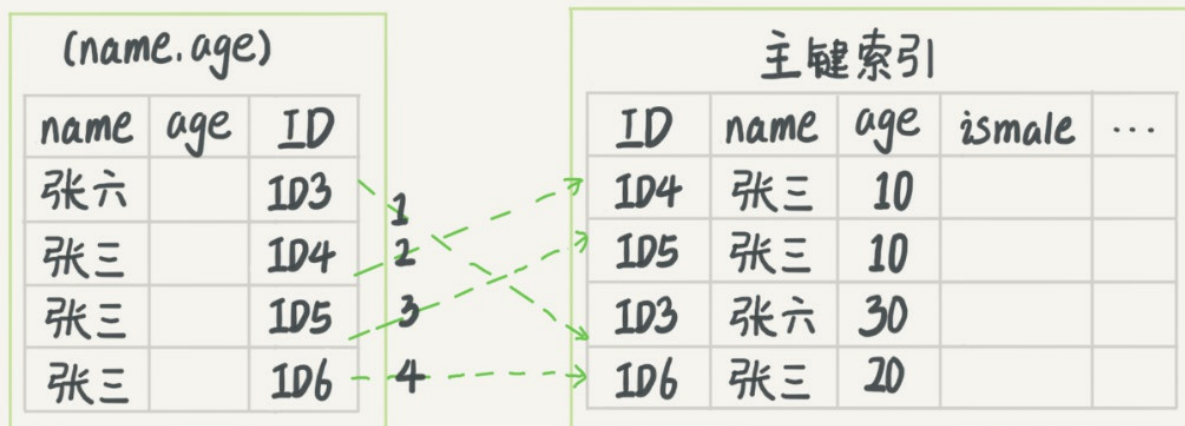 (name.age)
name age ID
张六 ID3
张三 ID4
张三 ID5
张三 ID6
1
2
3
4
主键索引
ID name age ismale ...
ID4 张三 10
ID5 张三 10
ID3 张六 30
ID6 张三 20